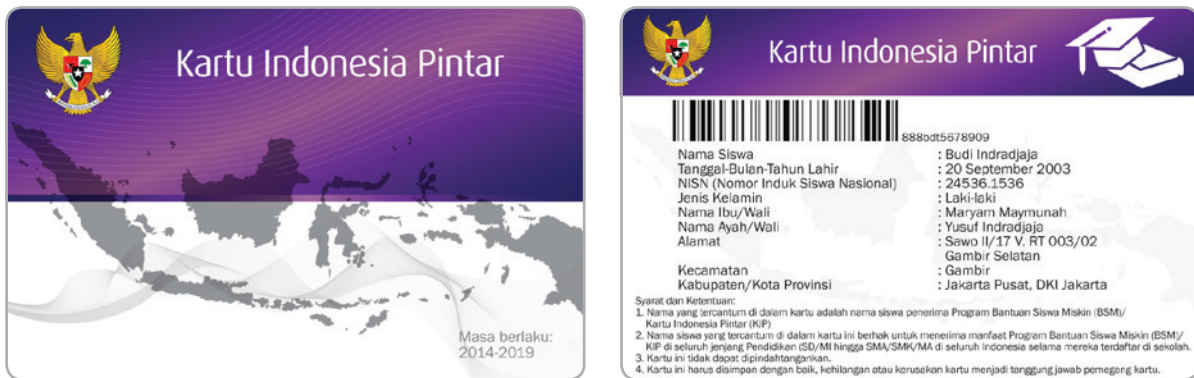 Kartu Indonesia Pintar
Masa berlaku:
2014-2019
Kartu Indonesia Pintar
888bdt5678909
Nama Siswa : Budi Indradjaja
Tanggal-Bulan-Tahun Lahir : 20 September 2003
NISN (Nomor Induk Siswa Nasional) : 24536.1536
Jenis Kelamin : Laki-laki
Nama Ibu/Wali : Maryam Maymunah
Nama Ayah/Wali : Yusuf Indradjaja
Alamat : Sawo II/17 V. RT 003/02
Gambir Selatan
Kecamatan : Gambir
Kabupaten/Kota Provinsi : Jakarta Pusat, DKI Jakarta
Syarat dan Ketentuan:
1. Nama yang tercantum di dalam kartu adalah nama siswa penerima Program Bantuan Siswa Miskin (BSM)/
Kartu Indonesia Pintar (KIP)
2. Nama siswa yang tercantum di dalam kartu ini berhak untuk menerima manfaat Program Bantuan Siswa Miskin (BSM)/
KIP di seluruh jenjang Pendidikan (SD/MI hingga SMA/SMK/MA di seluruh Indonesia selama mereka terdaftar di sekolah.
3. Kartu ini tidak dapat dipindahtangankan.
4. Kartu ini harus disimpan dengan baik, kehilangan atau kerusakan kartu menjadi tanggung jawab pemegang kartu.